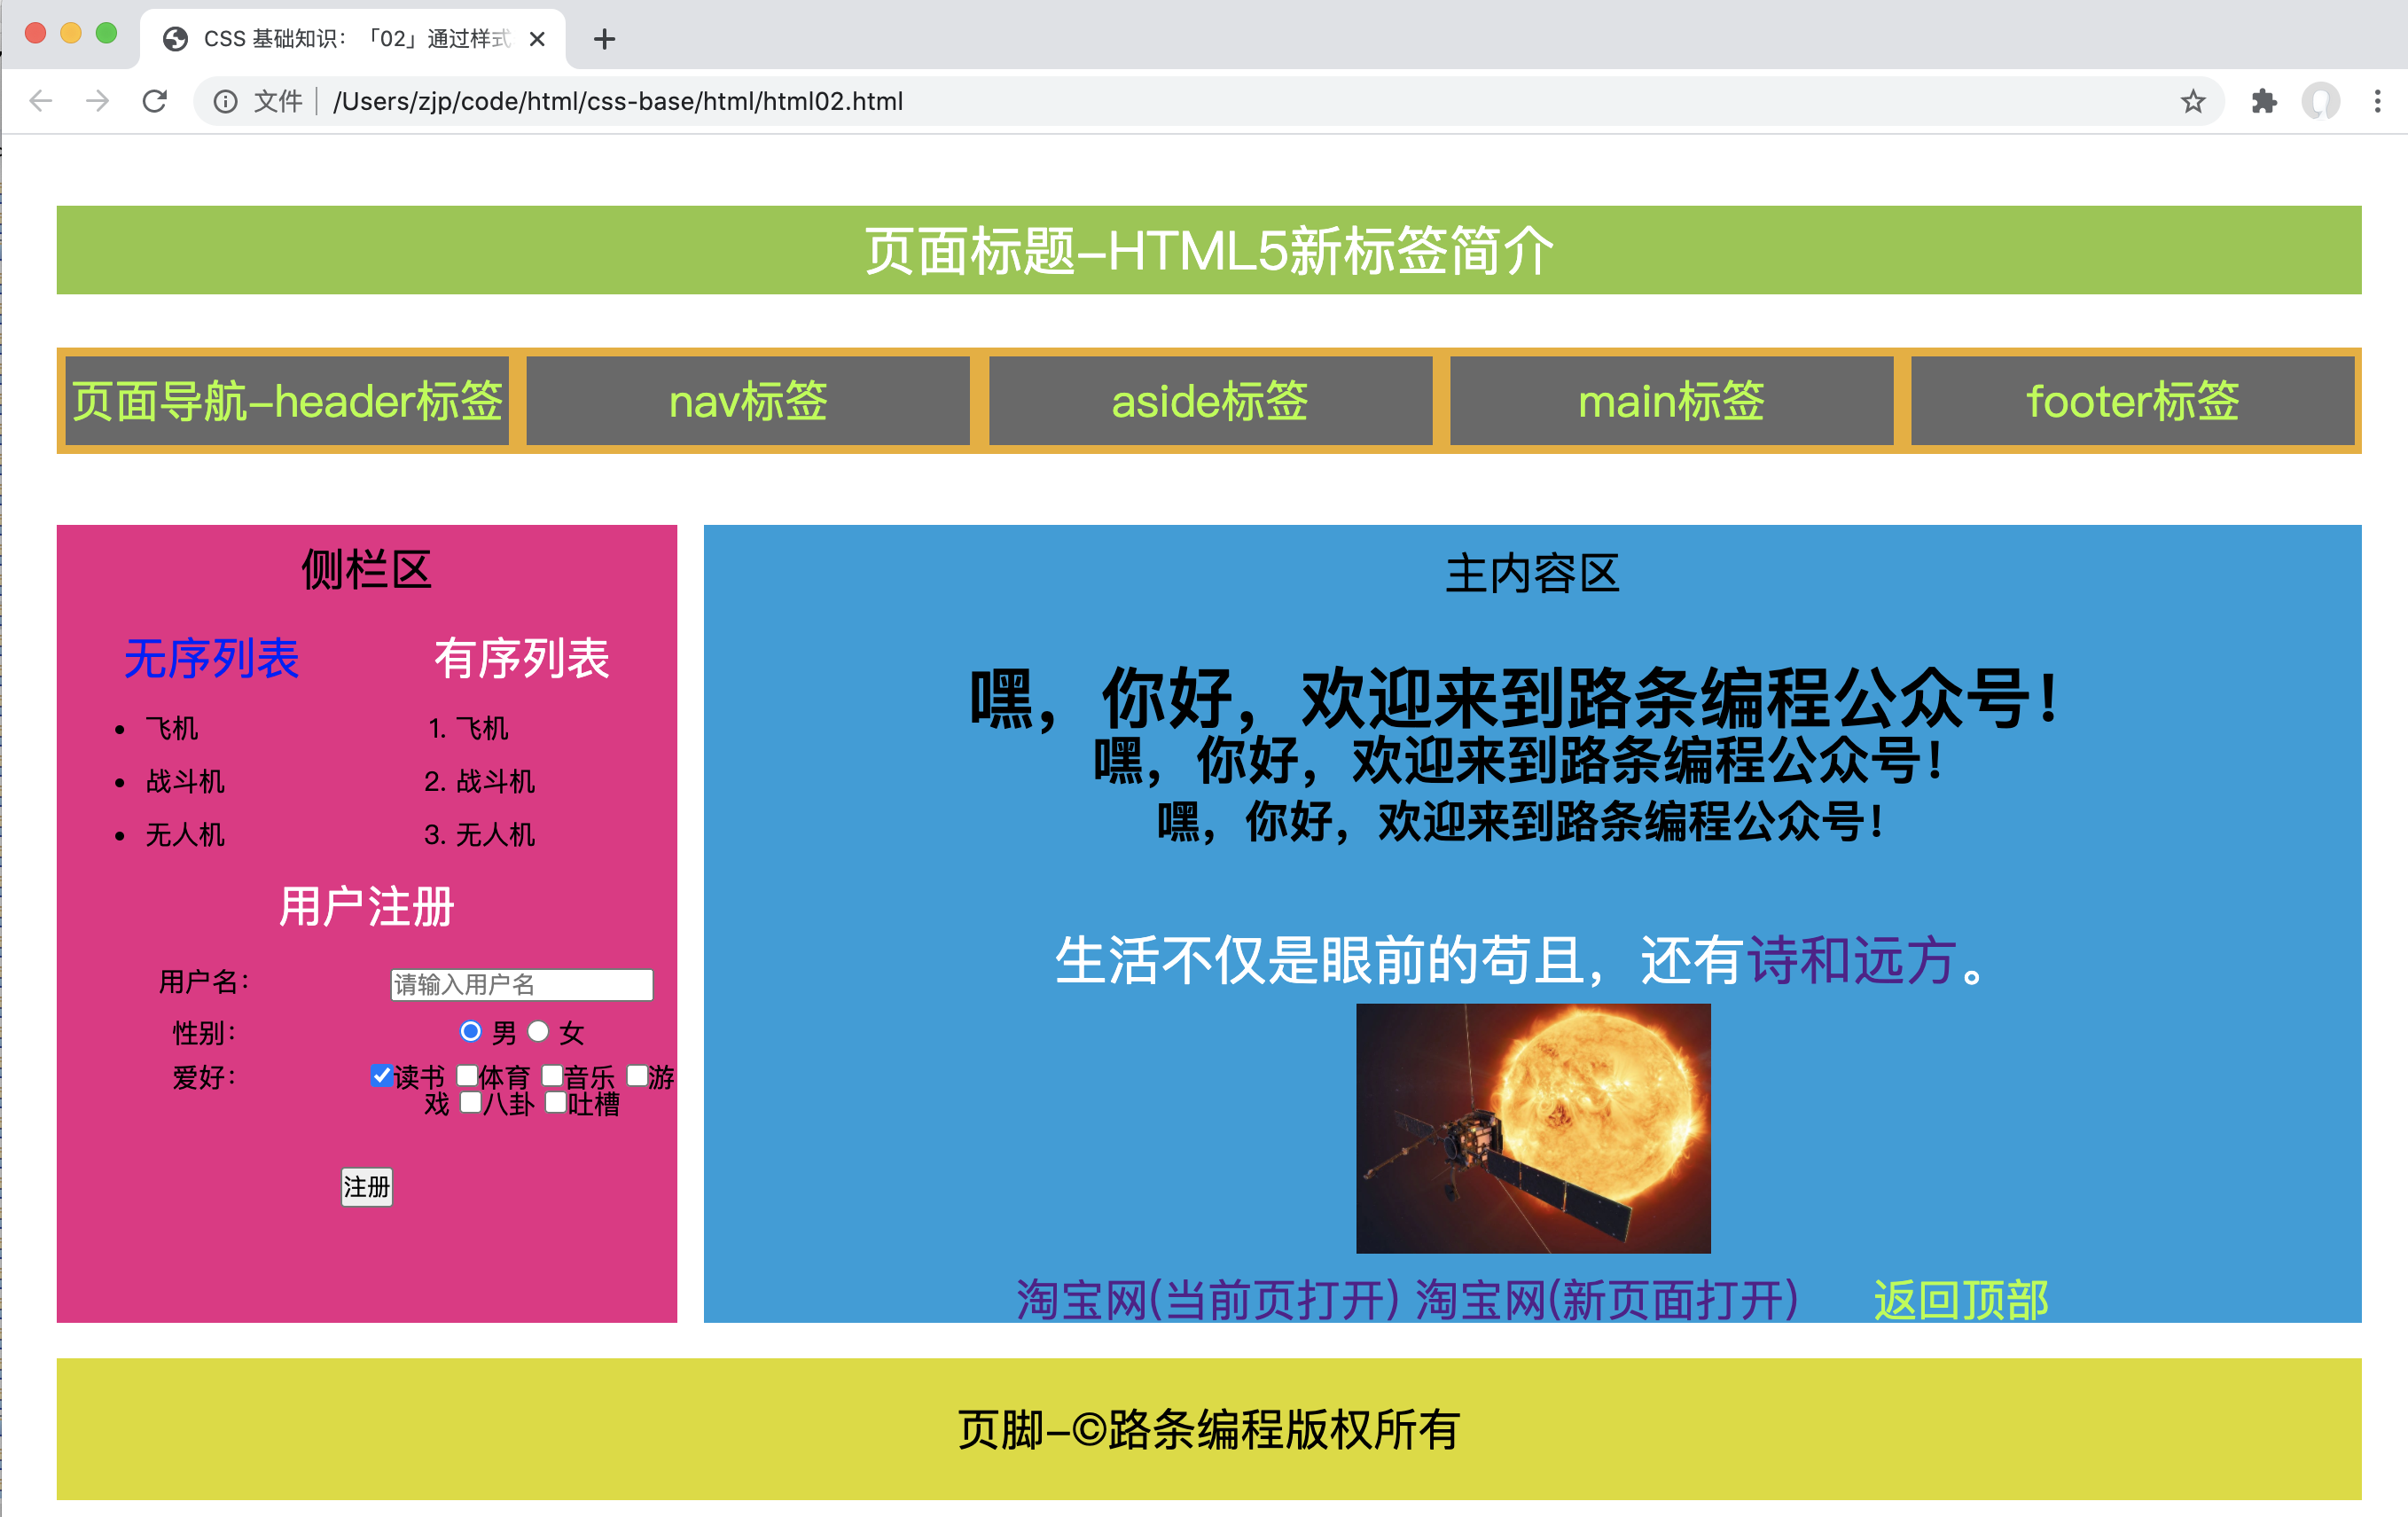 CSS 基础知识：「02」通过样式
文件 /Users/zjp/code/html/css-base/html/html02.html
页面标题-HTML5新标签简介
页面导航-header标签 nav标签 aside标签 main标签 footer标签
侧栏区
无序列表 有序列表
• 飞机 1. 飞机
• 战斗机 2. 战斗机
• 无人机 3. 无人机
用户注册
用户名： 请输入用户名
性别： 男 女
爱好： 读书 体育 音乐 游
戏 八卦 吐槽
注册
主内容区
嘿，你好，欢迎来到路条编程公众号！
嘿，你好，欢迎来到路条编程公众号！
嘿，你好，欢迎来到路条编程公众号！
生活不仅是眼前的苟且，还有诗和远方。
淘宝网(当前页打开) 淘宝网(新页面打开) 返回顶部
页脚-©路条编程版权所有